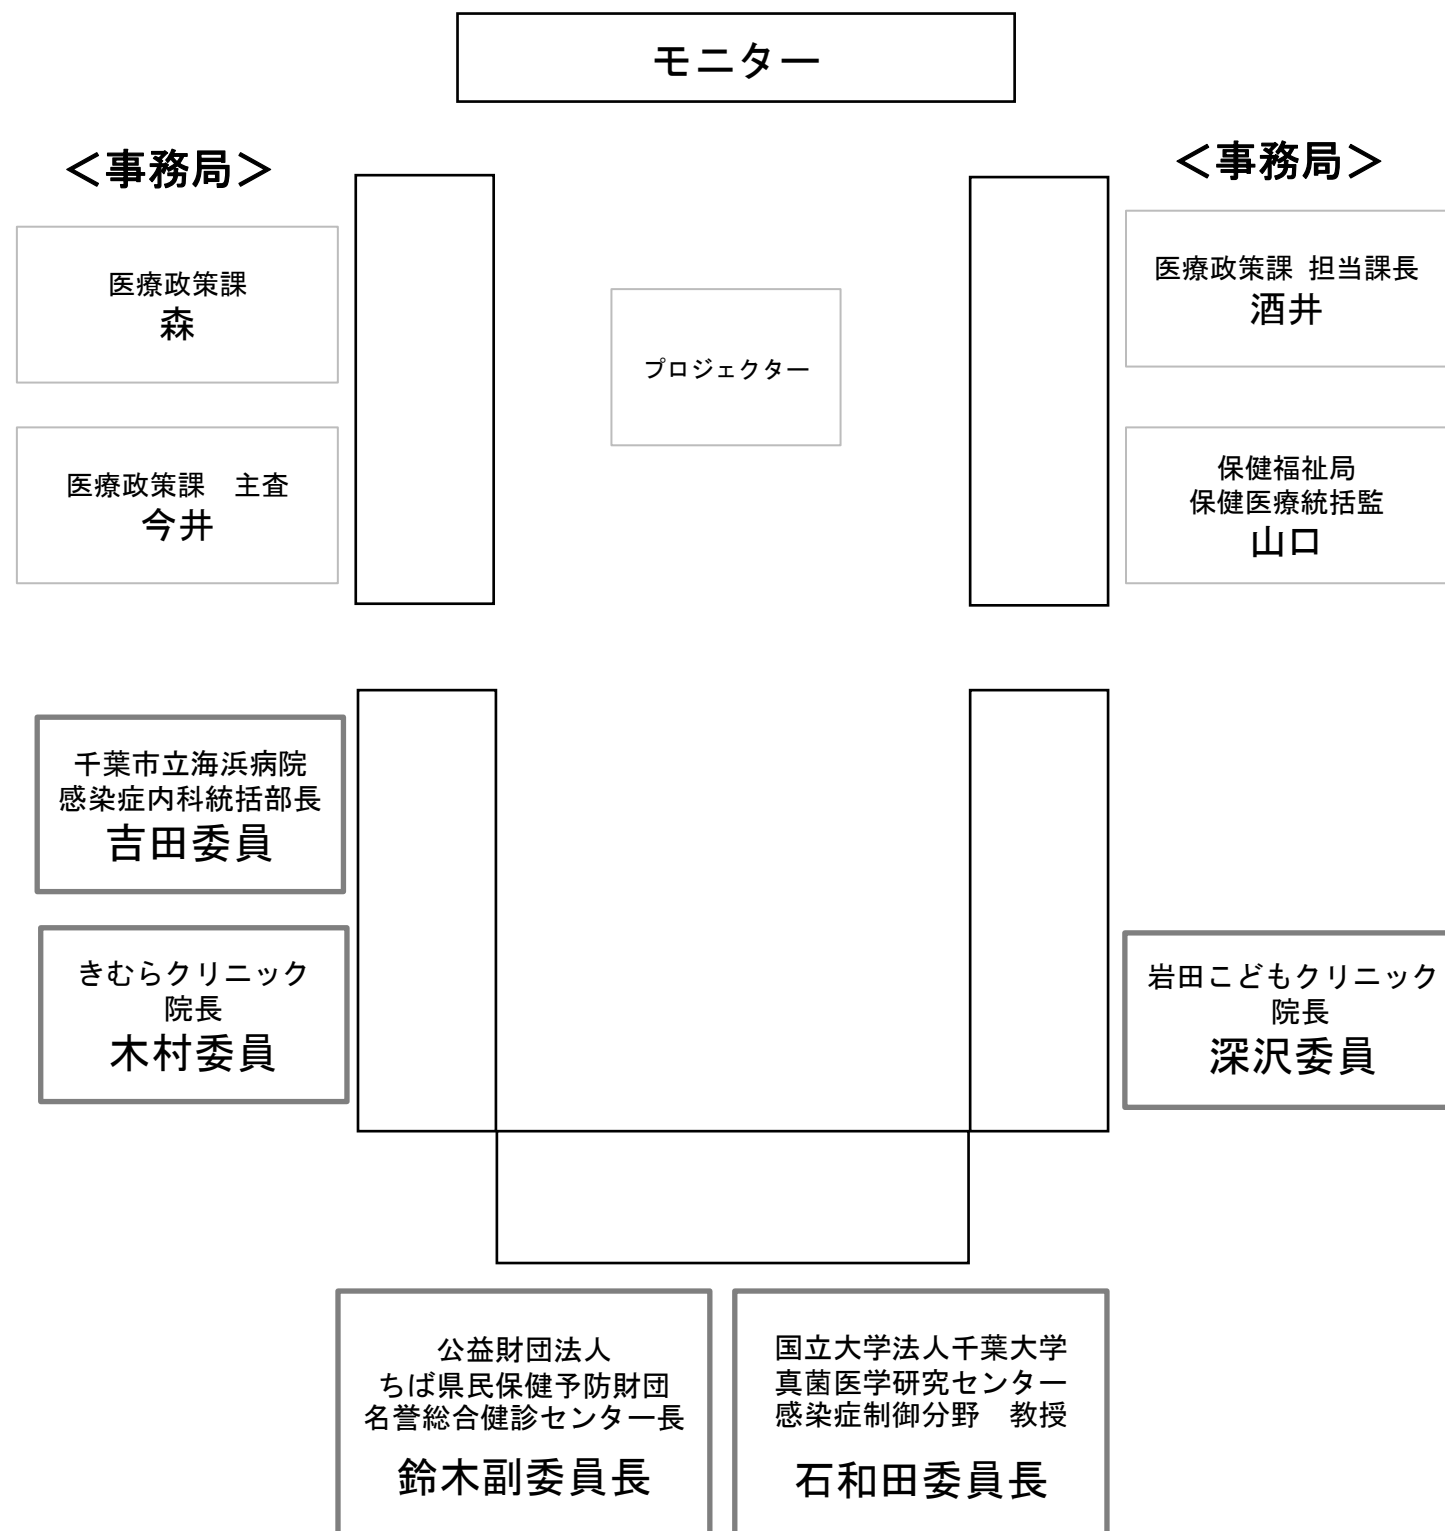 モニター
＜事務局＞
＜事務局＞
医療政策課
森
医療政策課 担当課長
酒井
プロジェクター
医療政策課　主査
今井
保健福祉局
保健医療統括監
山口
千葉市立海浜病院
感染症内科統括部長
吉田委員
きむらクリニック
院長
木村委員
岩田こどもクリニック
院長
深沢委員
公益財団法人
ちば県民保健予防財団
名誉総合健診センター長
鈴木副委員長
国立大学法人千葉大学
真菌医学研究センター
感染症制御分野　教授
石和田委員長